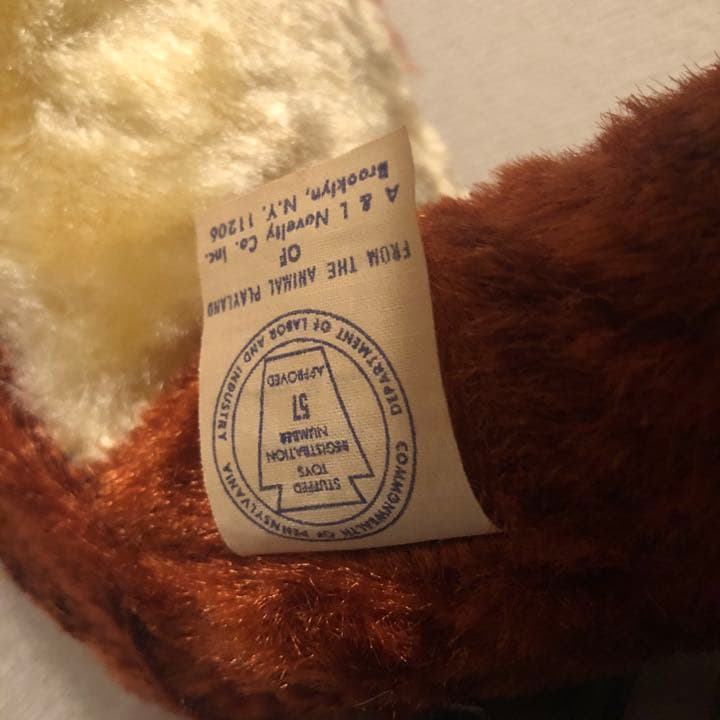 COMMONWEALTH OF PENNSYLVANIA
DEPARTMENT OF LABOR AND INDUSTRY
STUFFED
TOYS
REGISTRATION
NUMBER
57
APPROVED
FROM THE ANIMAL PLAYLAND
OF
A & L Novelty Co. Inc.
Brooklyn, N.Y. 11206